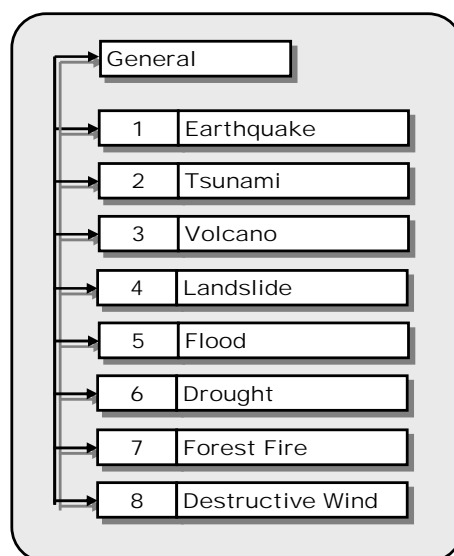 General
1 Earthquake
2 Tsunami
3 Volcano
4 Landslide
5 Flood
6 Drought
7 Forest Fire
8 Destructive Wind